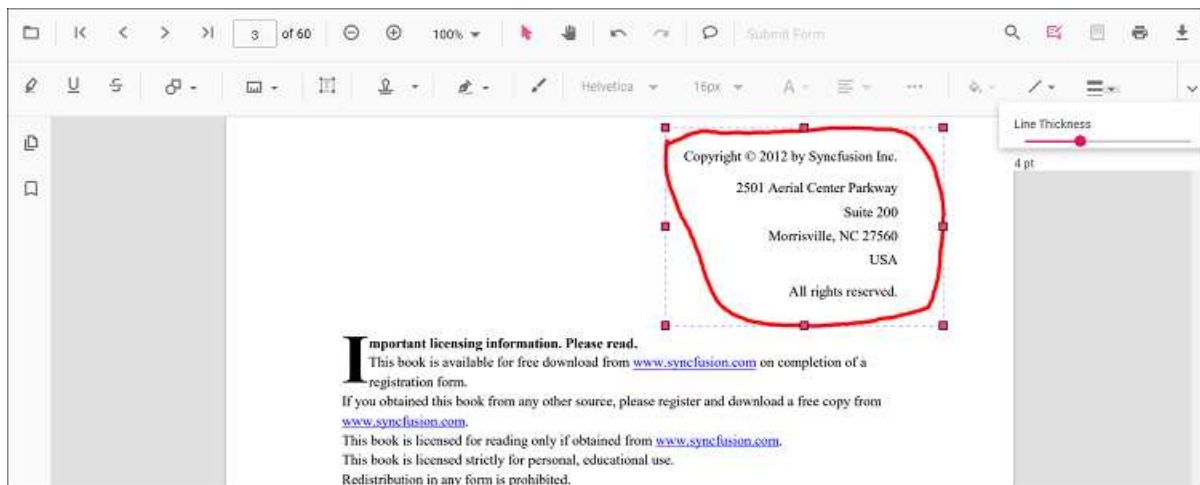 3 of 60 100% Submit Form
Helvetica 16px A
Line Thickness
4 pt
Copyright © 2012 by Syncfusion Inc.
2501 Aerial Center Parkway
Suite 200
Morrisville, NC 27560
USA
All rights reserved.
Important licensing information. Please read.
This book is available for free download from www.syncfusion.com on completion of a
registration form.
If you obtained this book from any other source, please register and download a free copy from
www.syncfusion.com.
This book is licensed for reading only if obtained from www.syncfusion.com.
This book is licensed strictly for personal, educational use.
Redistribution in any form is prohibited.